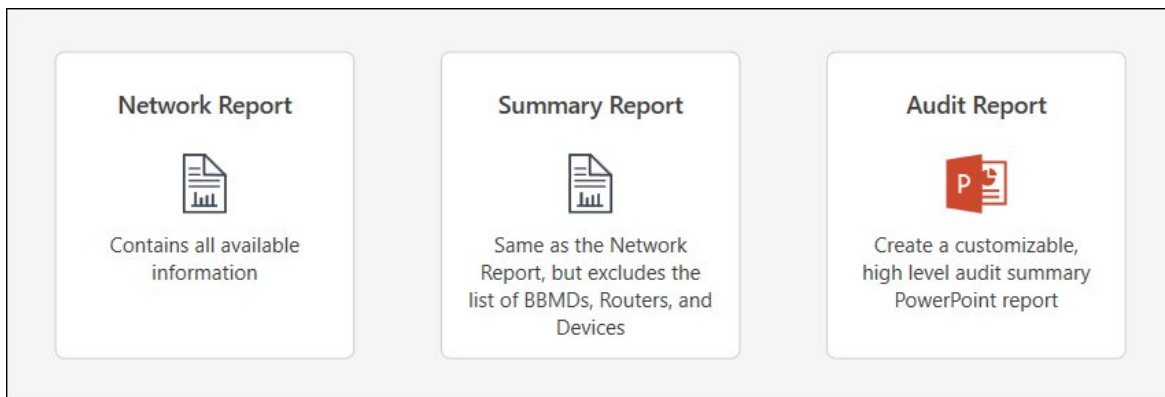 Network Report
Contains all available
information
Summary Report
Same as the Network
Report, but excludes the
list of BBMDs, Routers, and
Devices
Audit Report
P
Create a customizable,
high level audit summary
PowerPoint report